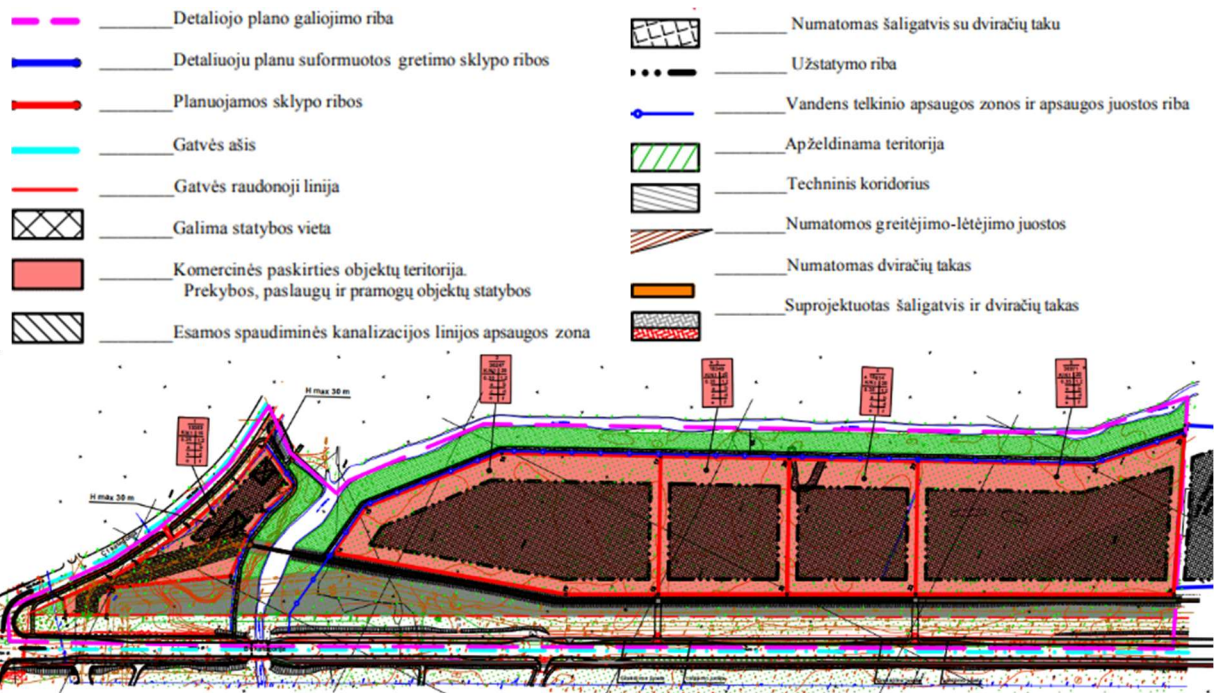 Detaliojo plano galiojimo riba
Detaliuoju planu suformuotos gretimo sklypo ribos
Planuojamos sklypo ribos
Gatvės ašis
Gatvės raudonoji linija
Galima statybos vieta
Komercinės paskirties objektų teritorija.
Prekybos, paslaugų ir pramogų objektų statybos
Esamos spaudiminės kanalizacijos linijos apsaugos zona
Numatomas šaligatvis su dviračių taku
Užstatymo riba
Vandens telkinio apsaugos zonos ir apsaugos juostos riba
Apželdinama teritorija
Techninis koridorius
Numatomos greitėjimo-lėtėjimo juostos
Numatomas dviračių takas
Suprojektuotas šaligatvis ir dviračių takas
H max 30 m
H max 30 m